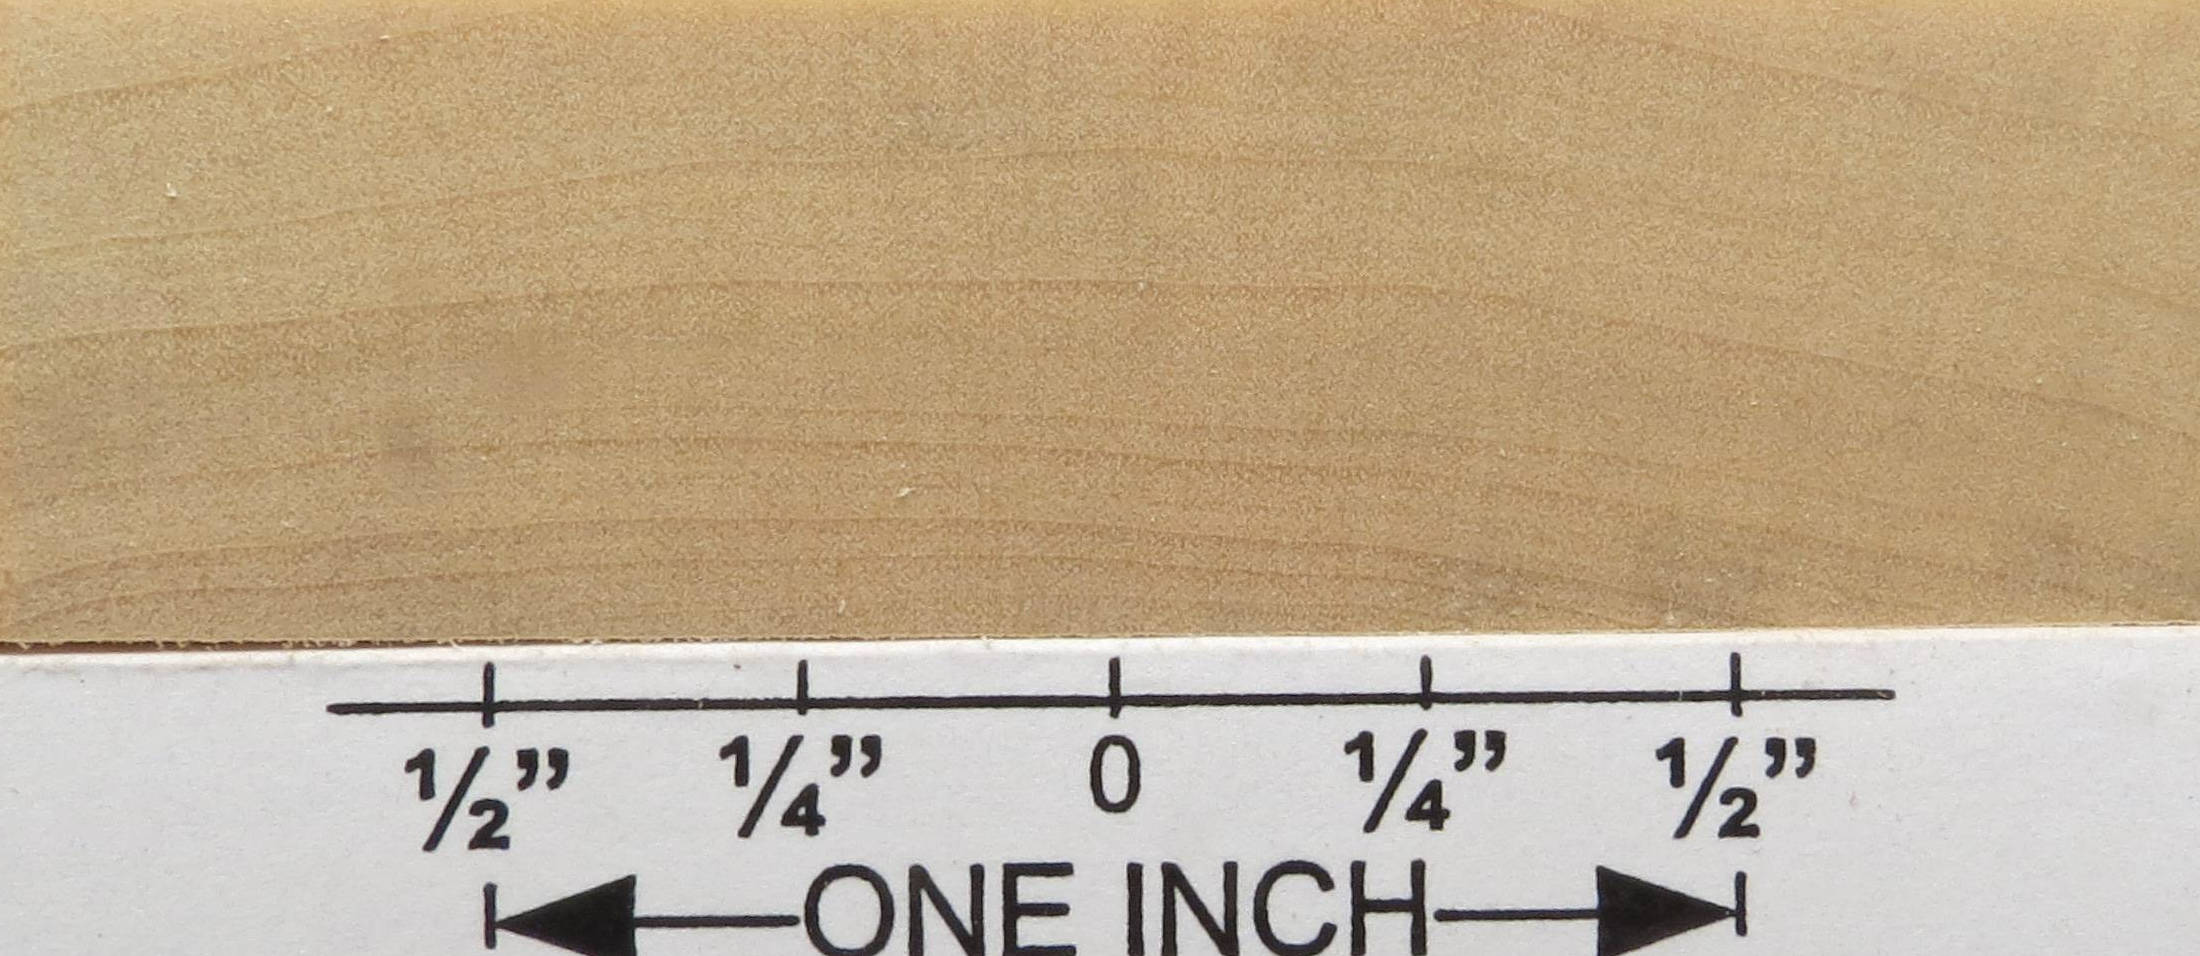 ½” ¼” 0 ¼” ½”
ONE INCH